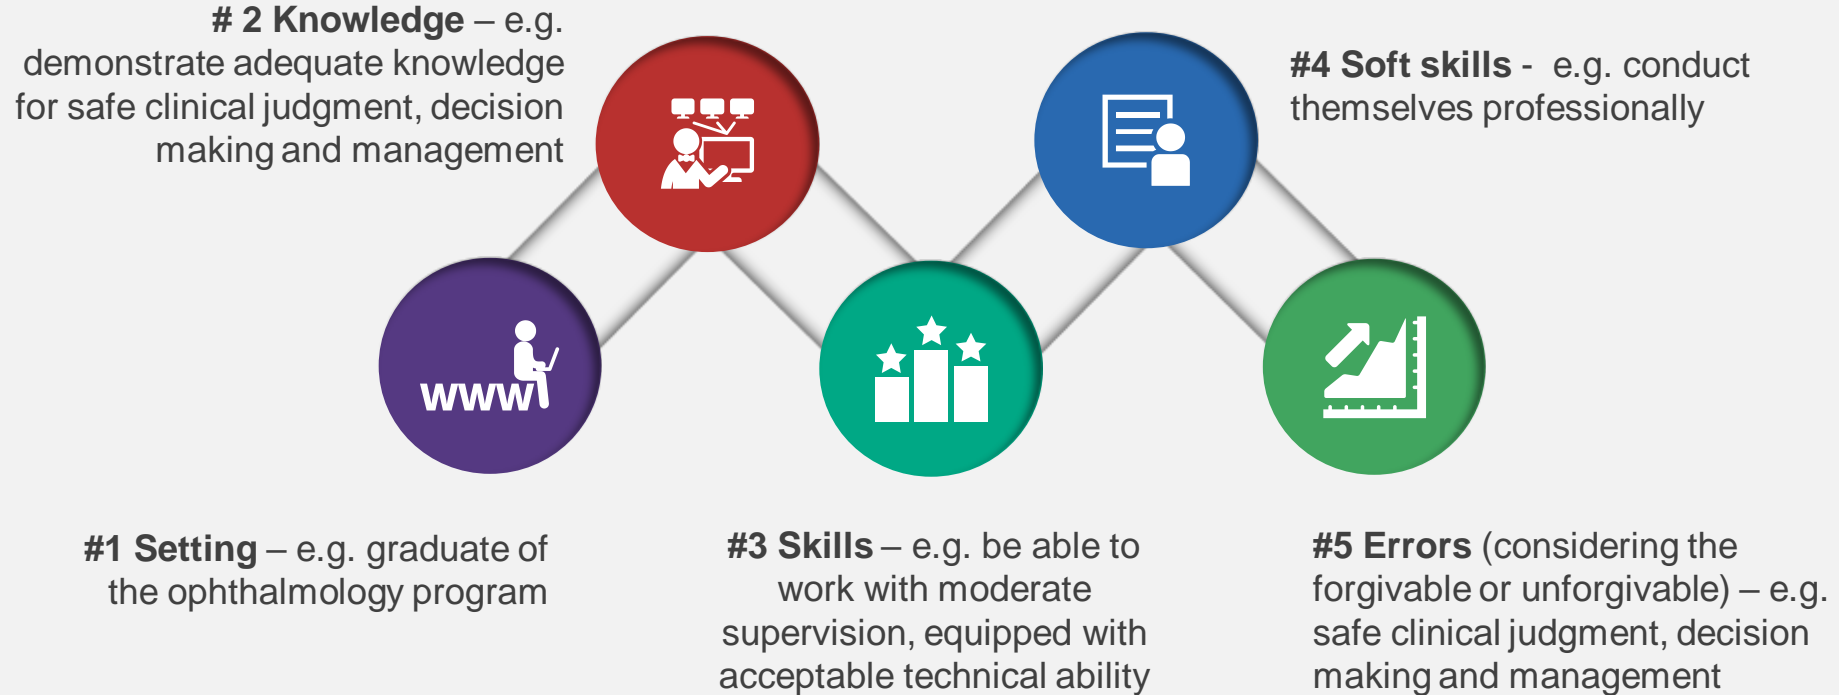 # 2 Knowledge – e.g.
demonstrate adequate knowledge
for safe clinical judgment, decision
making and management
#4 Soft skills - e.g. conduct
themselves professionally
www
#1 Setting – e.g. graduate of
the ophthalmology program
#3 Skills – e.g. be able to
work with moderate
supervision, equipped with
acceptable technical ability
#5 Errors (considering the
forgivable or unforgivable) – e.g.
safe clinical judgment, decision
making and management